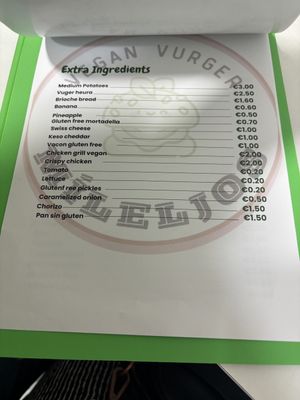 VEGAN VURGER
Extra Ingredients
Medium Potatoes €3.00
Vuger heura €2.50
Brioche bread €1.60
Banana €0.60
Pineapple €0.50
Gluten free mortadella €0.70
Swiss cheese €1.00
Keso cheddar €1.00
Vacon gluten free €1.00
Chicken grill vegan €2.00
Crispy chicken €2.00
Tomato €0.20
Lettuce €0.20
Glutenf ree pickles €0.20
Caramelized onion €0.50
Chorizo €1.50
Pan sin gluten €1.50